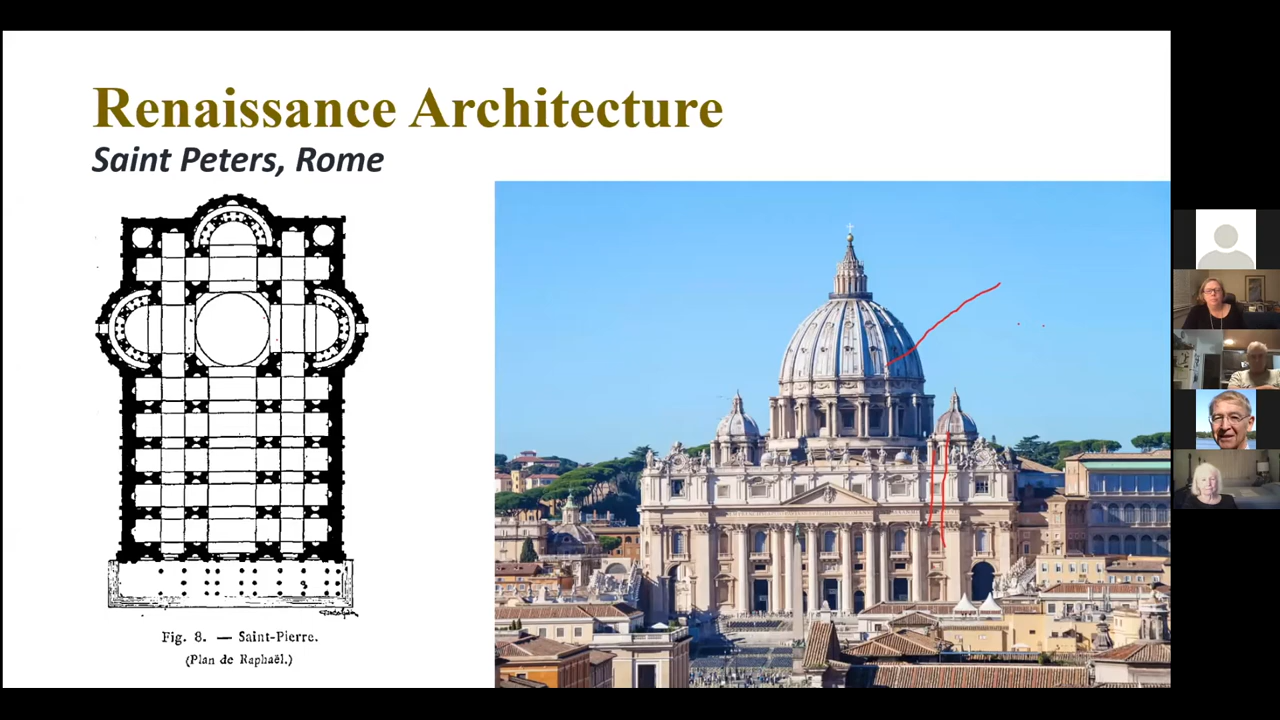 Renaissance Architecture
Saint Peters, Rome
Fig. 8. — Saint-Pierre.
(Plan de Raphaël.)